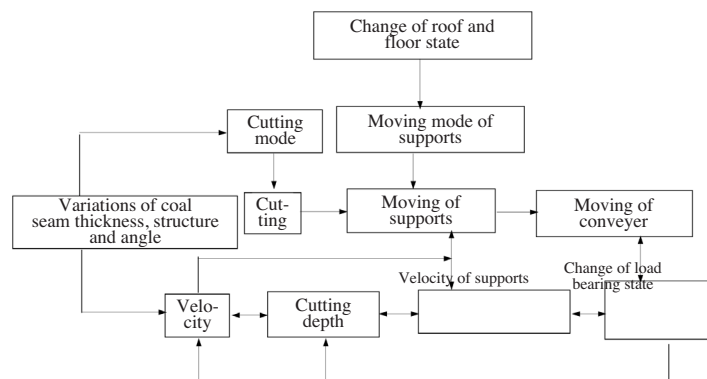 Change of roof and
floor state
Cutting
mode
Moving mode of
supports
Variations of coal
seam thickness, structure
and angle
Cut-
ting
Moving of
supports
Moving of
conveyer
Velocity of supports
Change of load
bearing state
Velo-
city
Cutting
depth